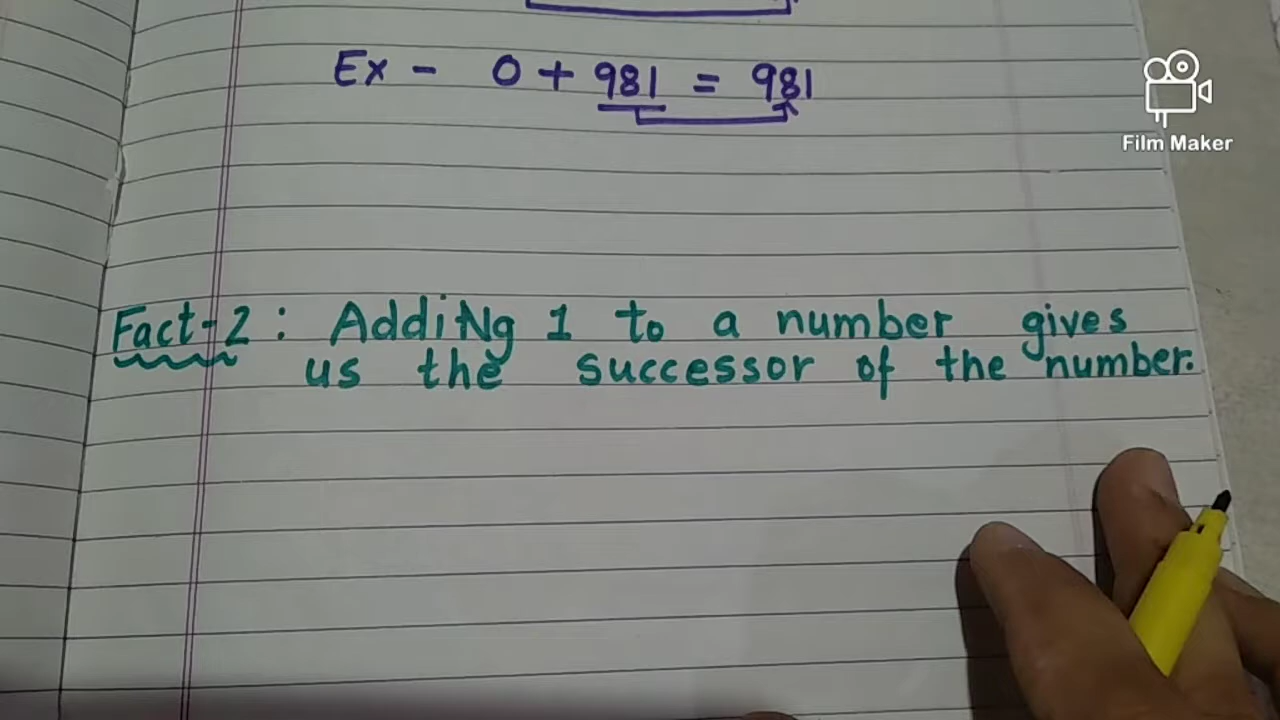 Ex - 0 + 981 = 981
Film Maker
Fact-2 : AddiNg 1 to a number gives
us the successor of the number.